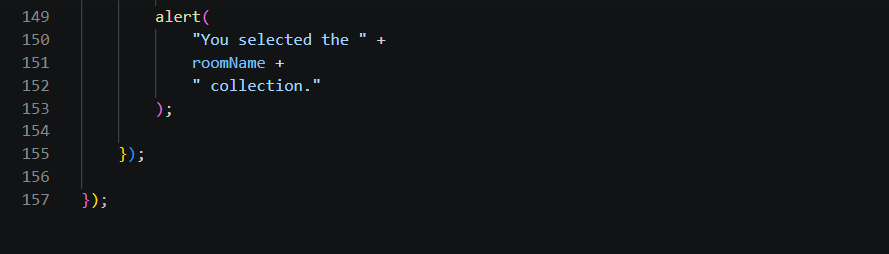 149 alert(
150 "You selected the " +
151 roomName +
152 " collection."
153 );
154
155 });
156
157 });